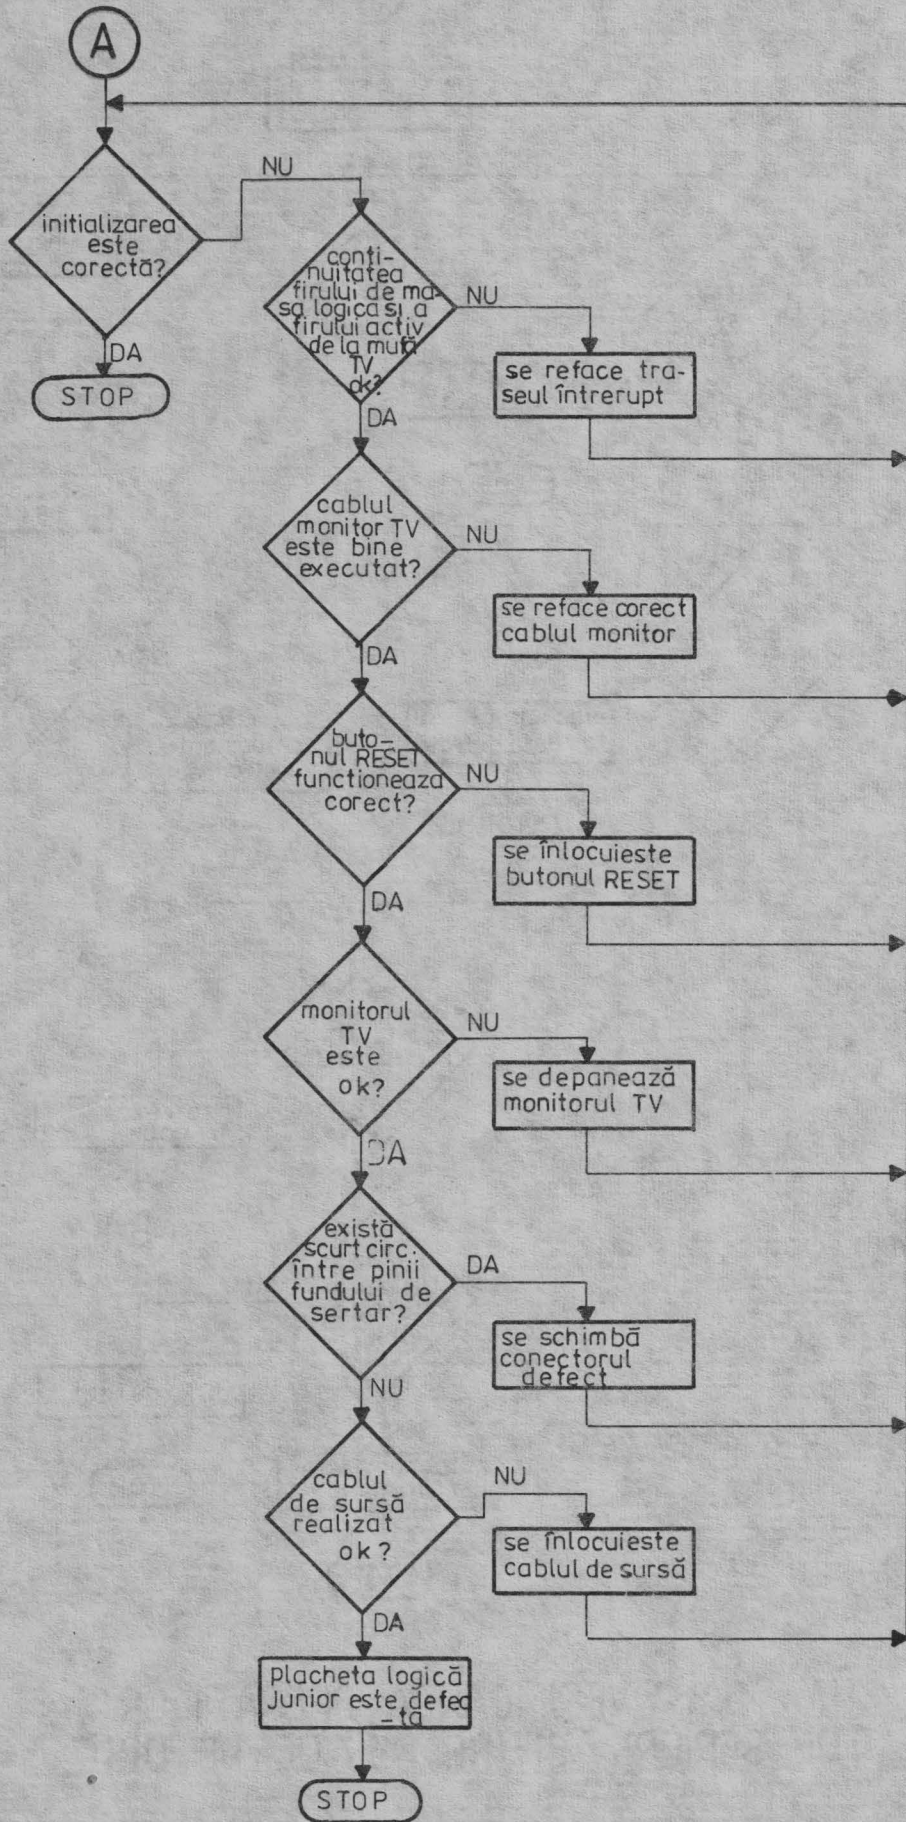 A
NU
initializarea
este
corectă?
DA
STOP
conti-
nuitatea
firului de ma-
sa logica si a
firului activ
de la mufă
TV
ok?
NU
se reface tra-
seul întrerupt
DA
cablul
monitor TV
este bine
executat?
NU
se reface corect
cablul monitor
DA
buto-
nul RESET
functioneaza
corect?
NU
se înlocuieste
butonul RESET
DA
monitorul
TV
este
ok?
NU
se depanează
monitorul TV
DA
există
scurt circ.
între pinii
fundului de
sertar?
DA
se schimbă
conectorul
defect
NU
cablul
de sursă
realizat
ok?
NU
se înlocuieste
cablul de sursă
DA
Placheta logică
Junior este defec
-tă
STOP